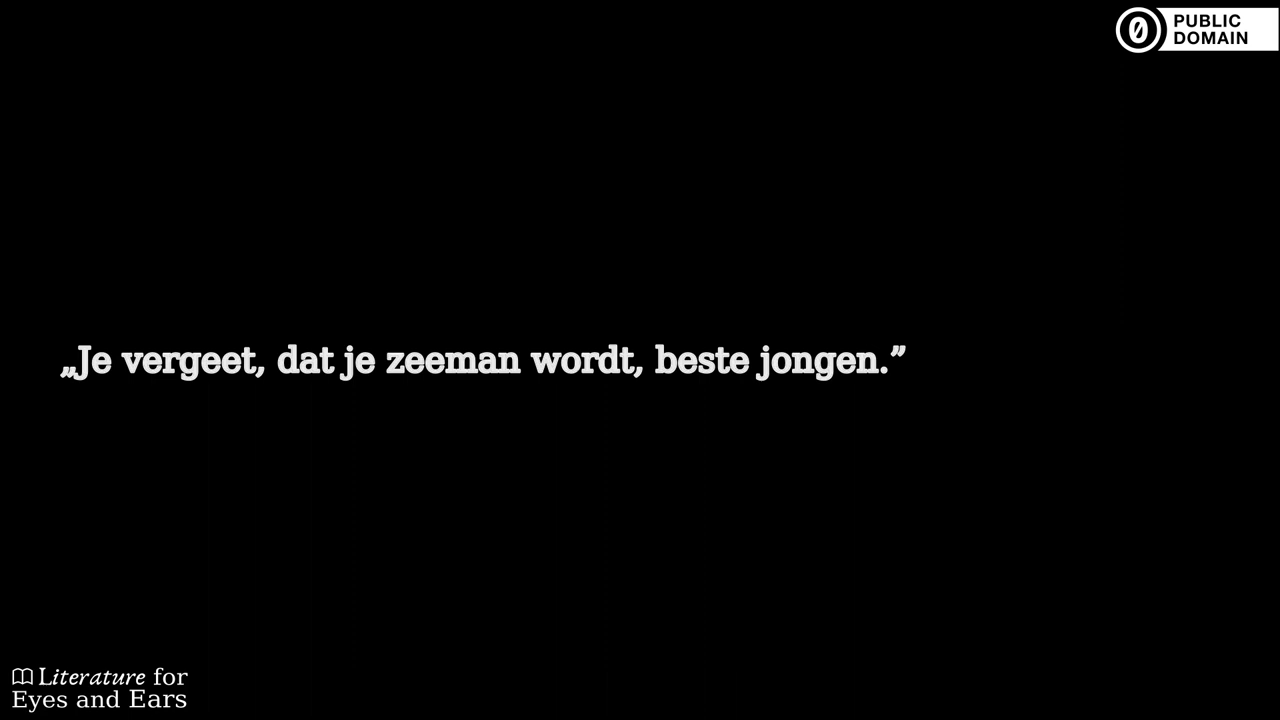 PUBLIC
DOMAIN
„Je vergeet, dat je zeeman wordt, beste jongen.”
Literature for
Eyes and Ears